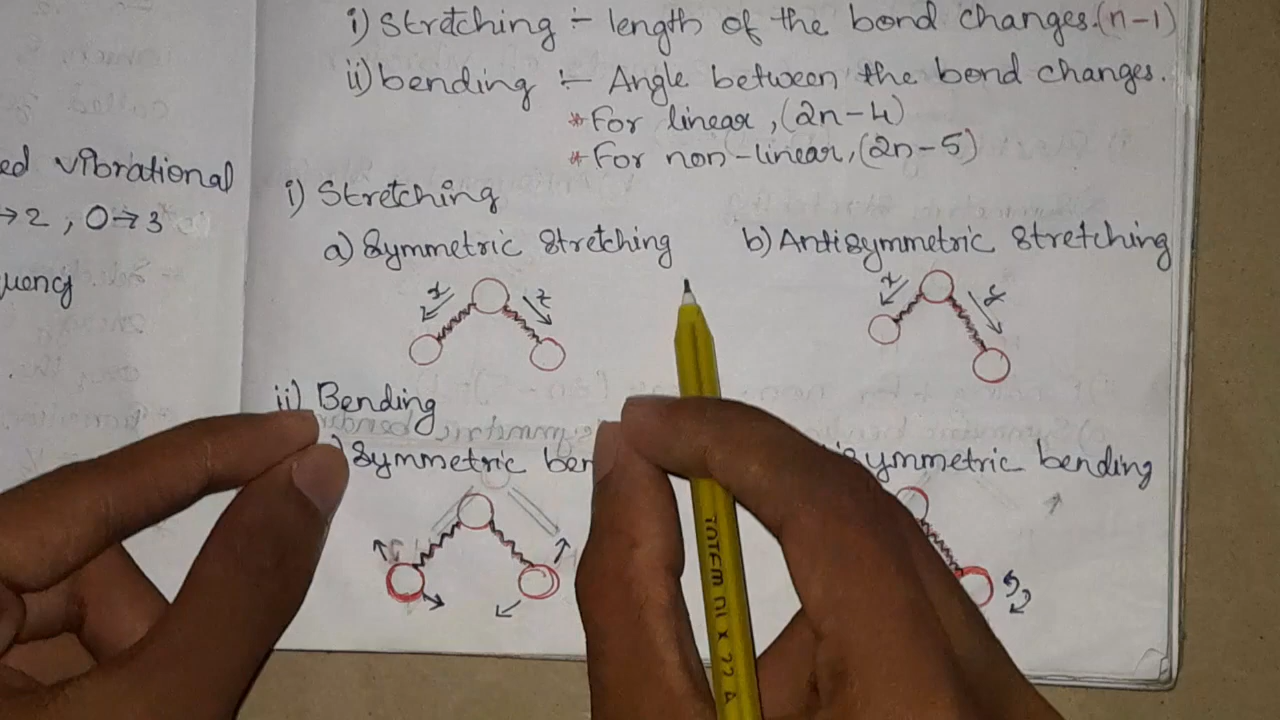 i) Stretching :- length of the bond changes.(n-1)
ii) bending :- Angle between the bond changes.
* For linear, (2n-4)
* For non-linear, (2n-5)
ed vibrational
→2, 0→3
uency
i) Stretching
a) Symmetric Stretching
b) Antisymmetric Stretching
x
x
x
y
ii) Bending
)Symmetric ben
symmetric bending